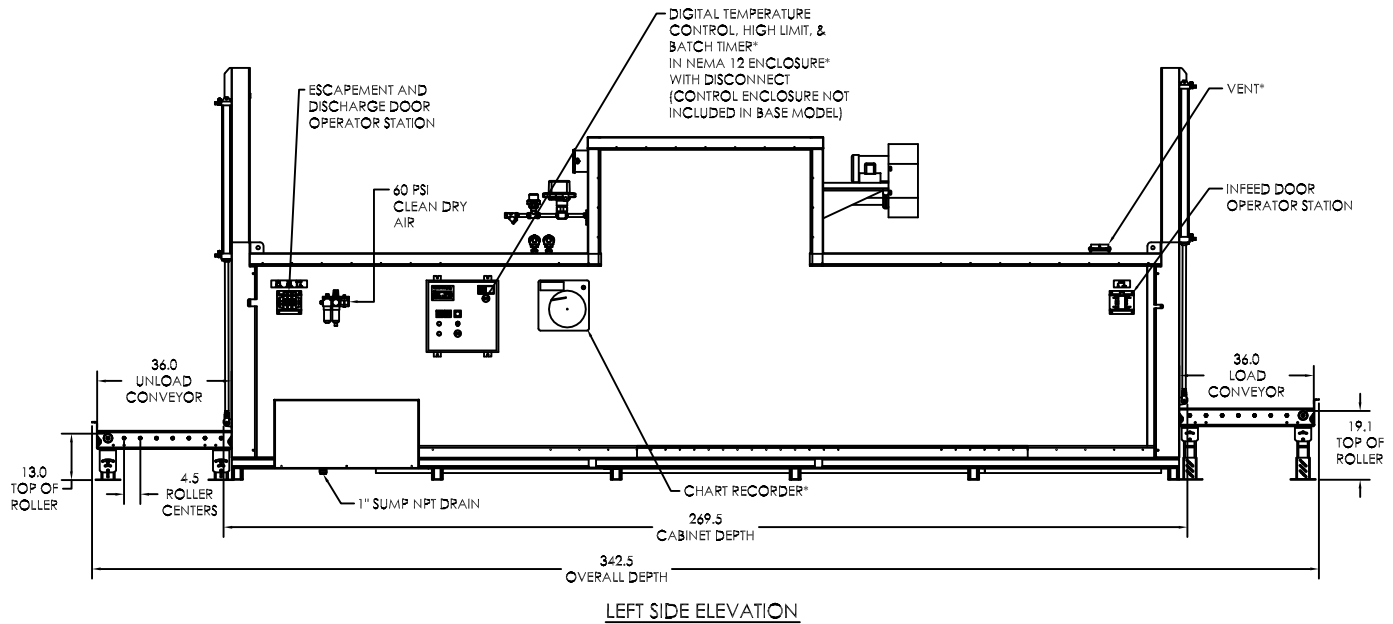 DIGITAL TEMPERATURE
CONTROL, HIGH LIMIT, &
BATCH TIMER*
IN NEMA 12 ENCLOSURE*
WITH DISCONNECT
(CONTROL ENCLOSURE NOT
INCLUDED IN BASE MODEL)
ESCAPEMENT AND
DISCHARGE DOOR
OPERATOR STATION
VENT*
60 PSI
CLEAN DRY
AIR
INFEED DOOR
OPERATOR STATION
36.0
UNLOAD
CONVEYOR
36.0
LOAD
CONVEYOR
19.1
TOP OF
ROLLER
13.0
TOP OF
ROLLER
4.5
ROLLER
CENTERS
1" SUMP NPT DRAIN
CHART RECORDER*
269.5
CABINET DEPTH
342.5
OVERALL DEPTH
LEFT SIDE ELEVATION